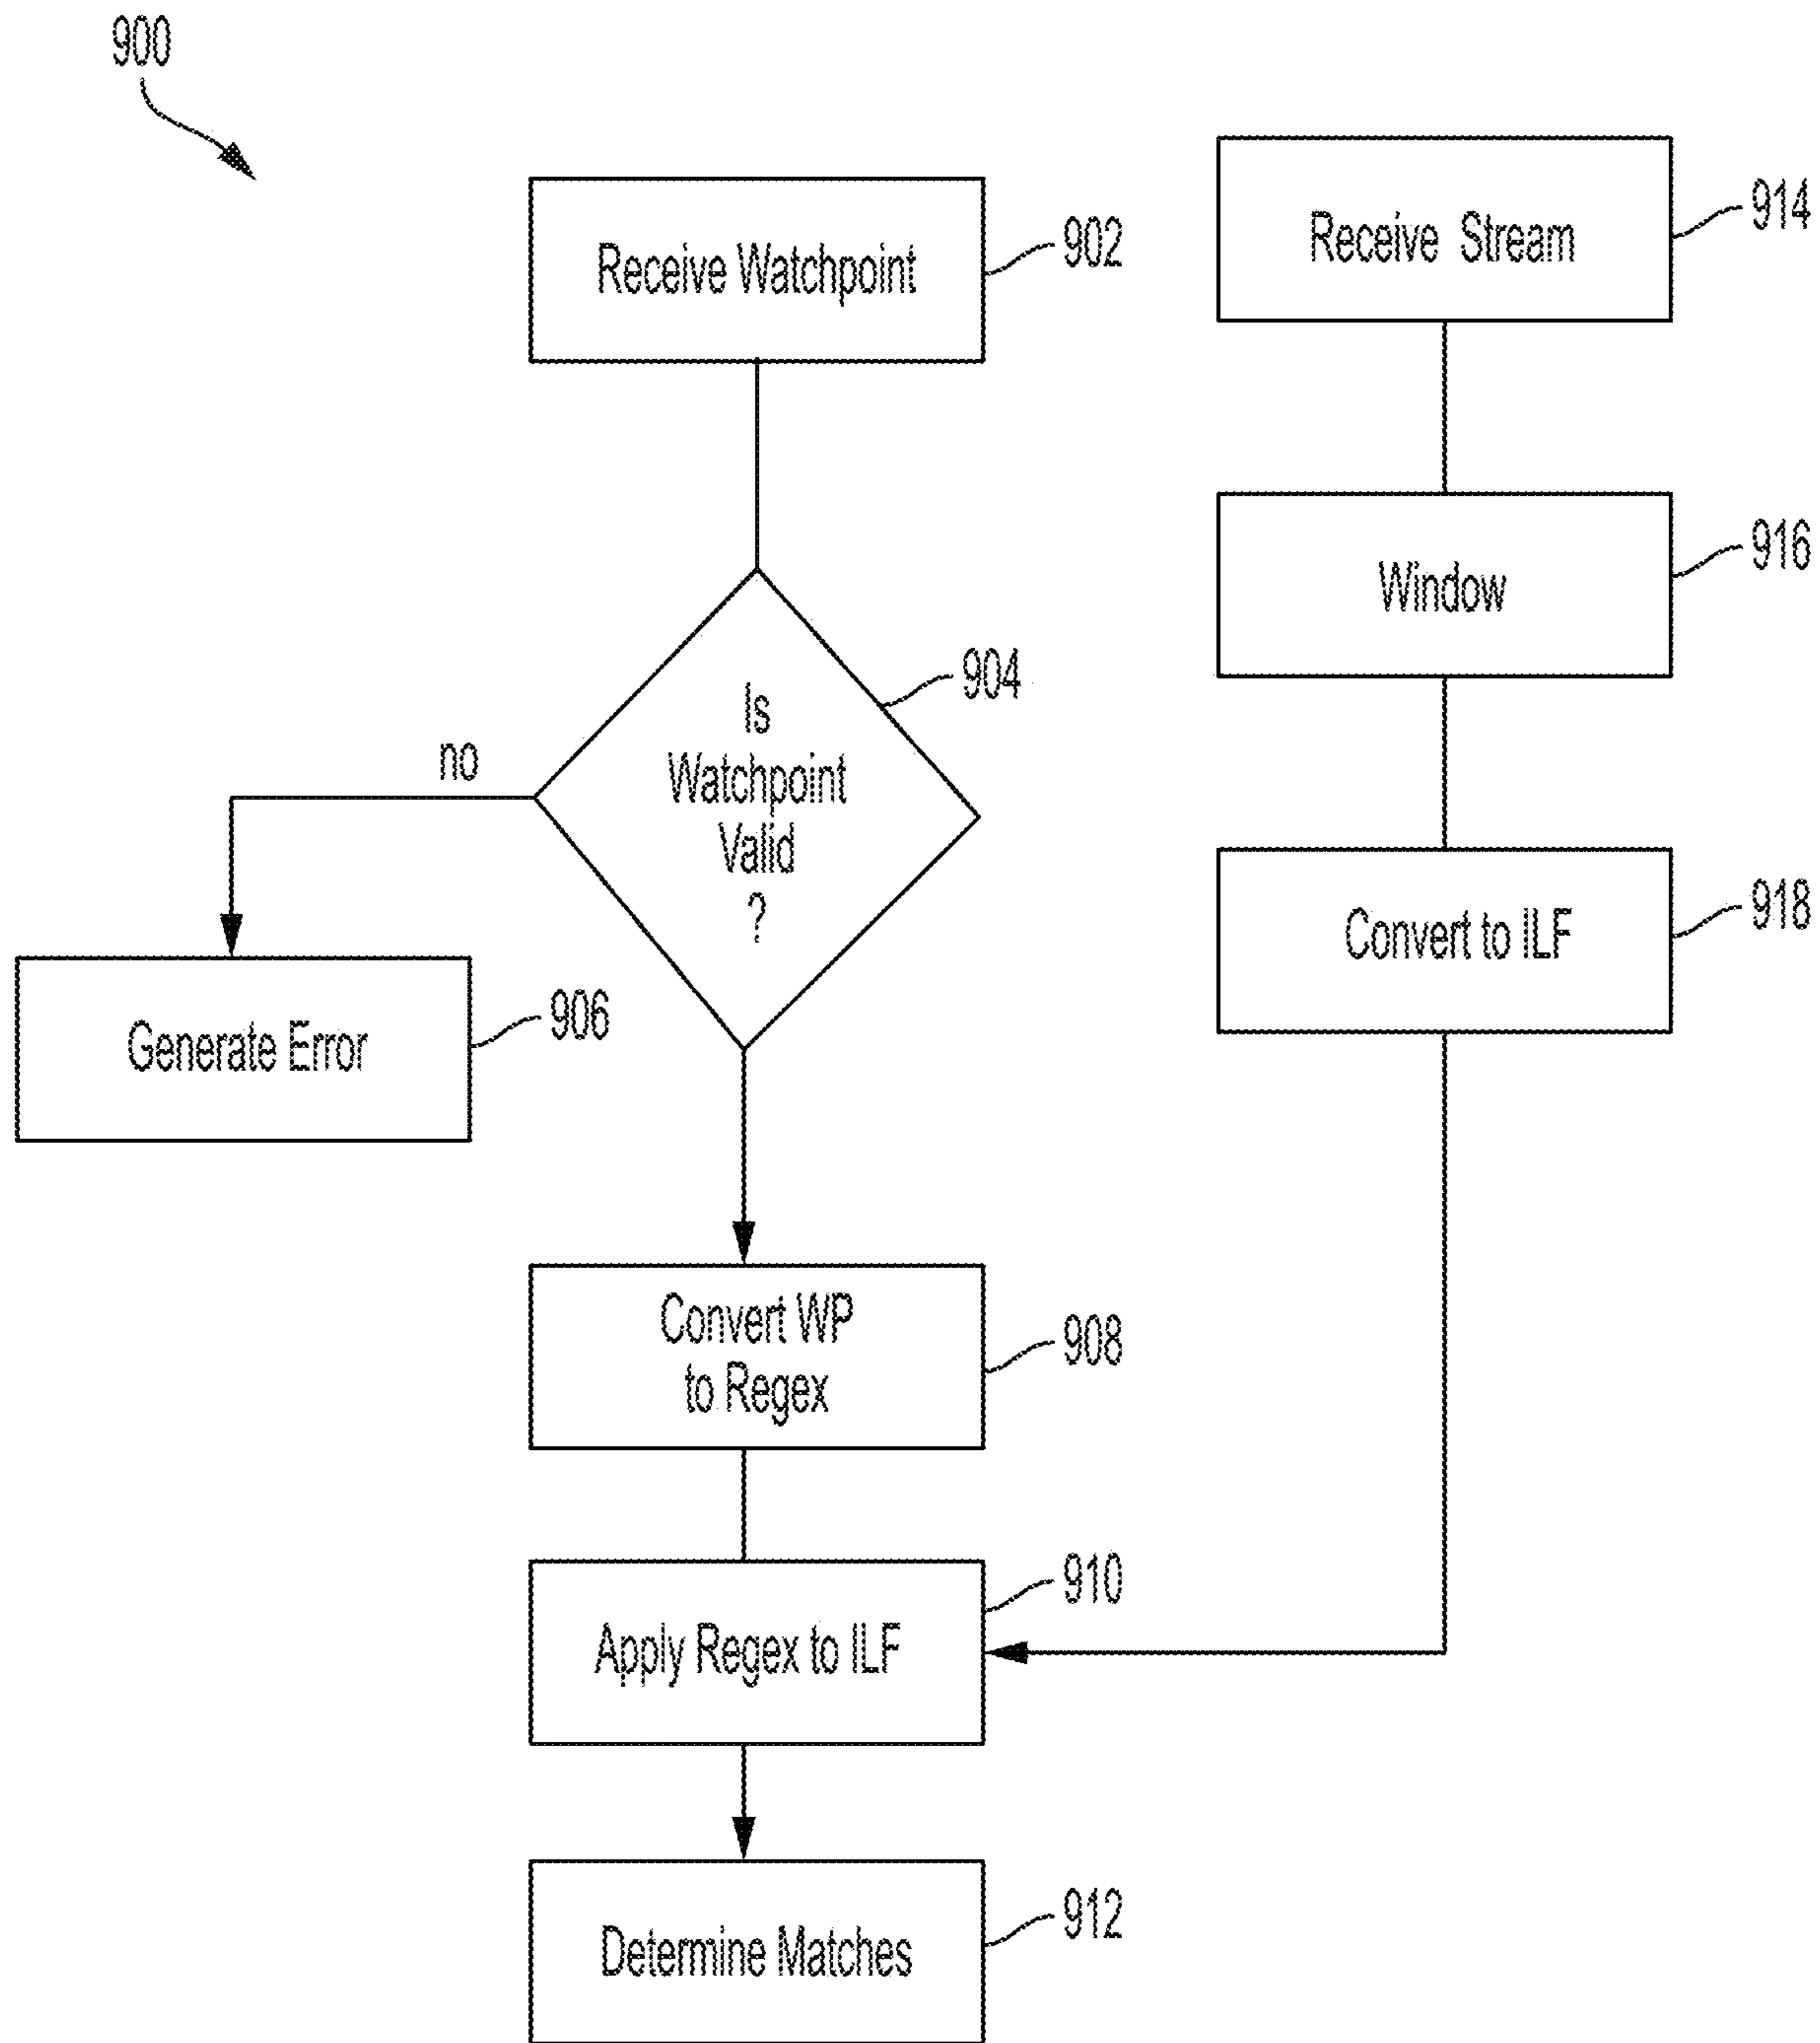 900
Receive Watchpoint
902
Receive Stream
914
Window
916
Is
Watchpoint
Valid
?
904
no
Convert to ILF
918
Generate Error
906
Convert WP
to Regex
908
Apply Regex to ILF
910
Determine Matches
912